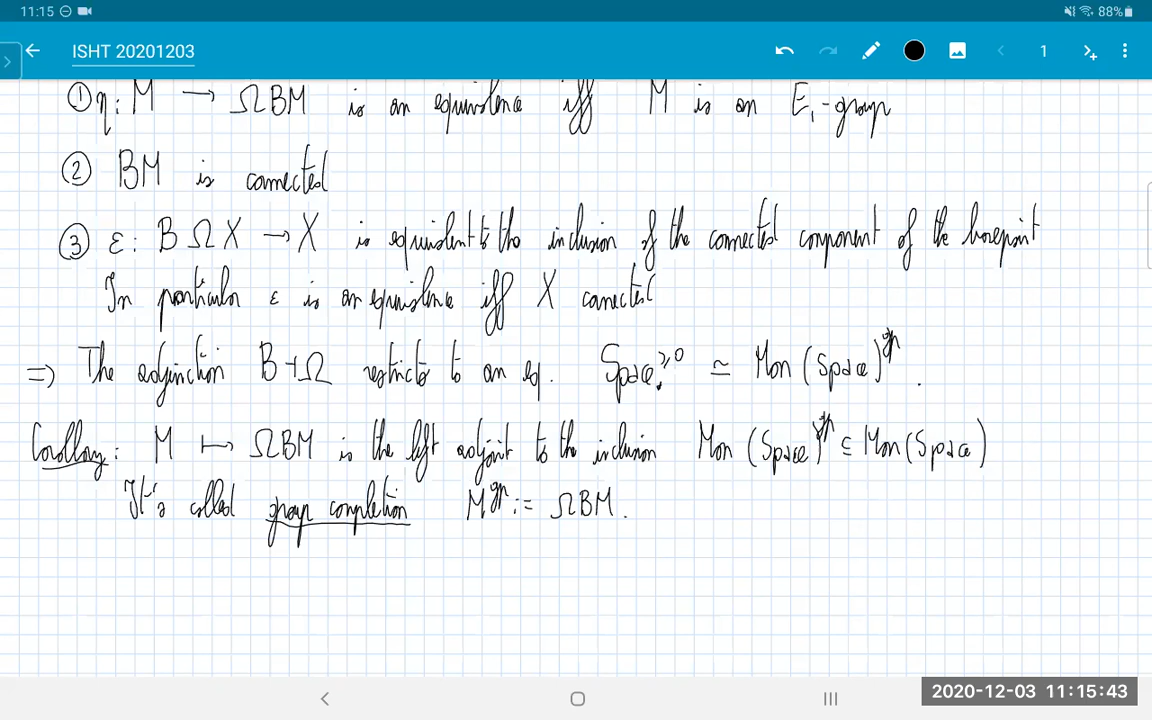 11:15 88%
ISHT 20201203 1
① η: M → ΩBM is an equivalence iff M is an E₁-group
② BM is connected
③ ε: BΩX → X is equivalent to the inclusion of the connected component of the basepoint
In particular ε is an equivalence iff X connected
=> The adjunction B ⊣ Ω restricts to an eq. Space_*^{>0} ≃ Mon(Space)^{gp}.
Corollary: M ↦ ΩBM is the left adjoint to the inclusion Mon(Space)^{gp} ⊆ Mon(Space)
It's called group completion M^{gp} := ΩBM.
2020-12-03 11:15:43